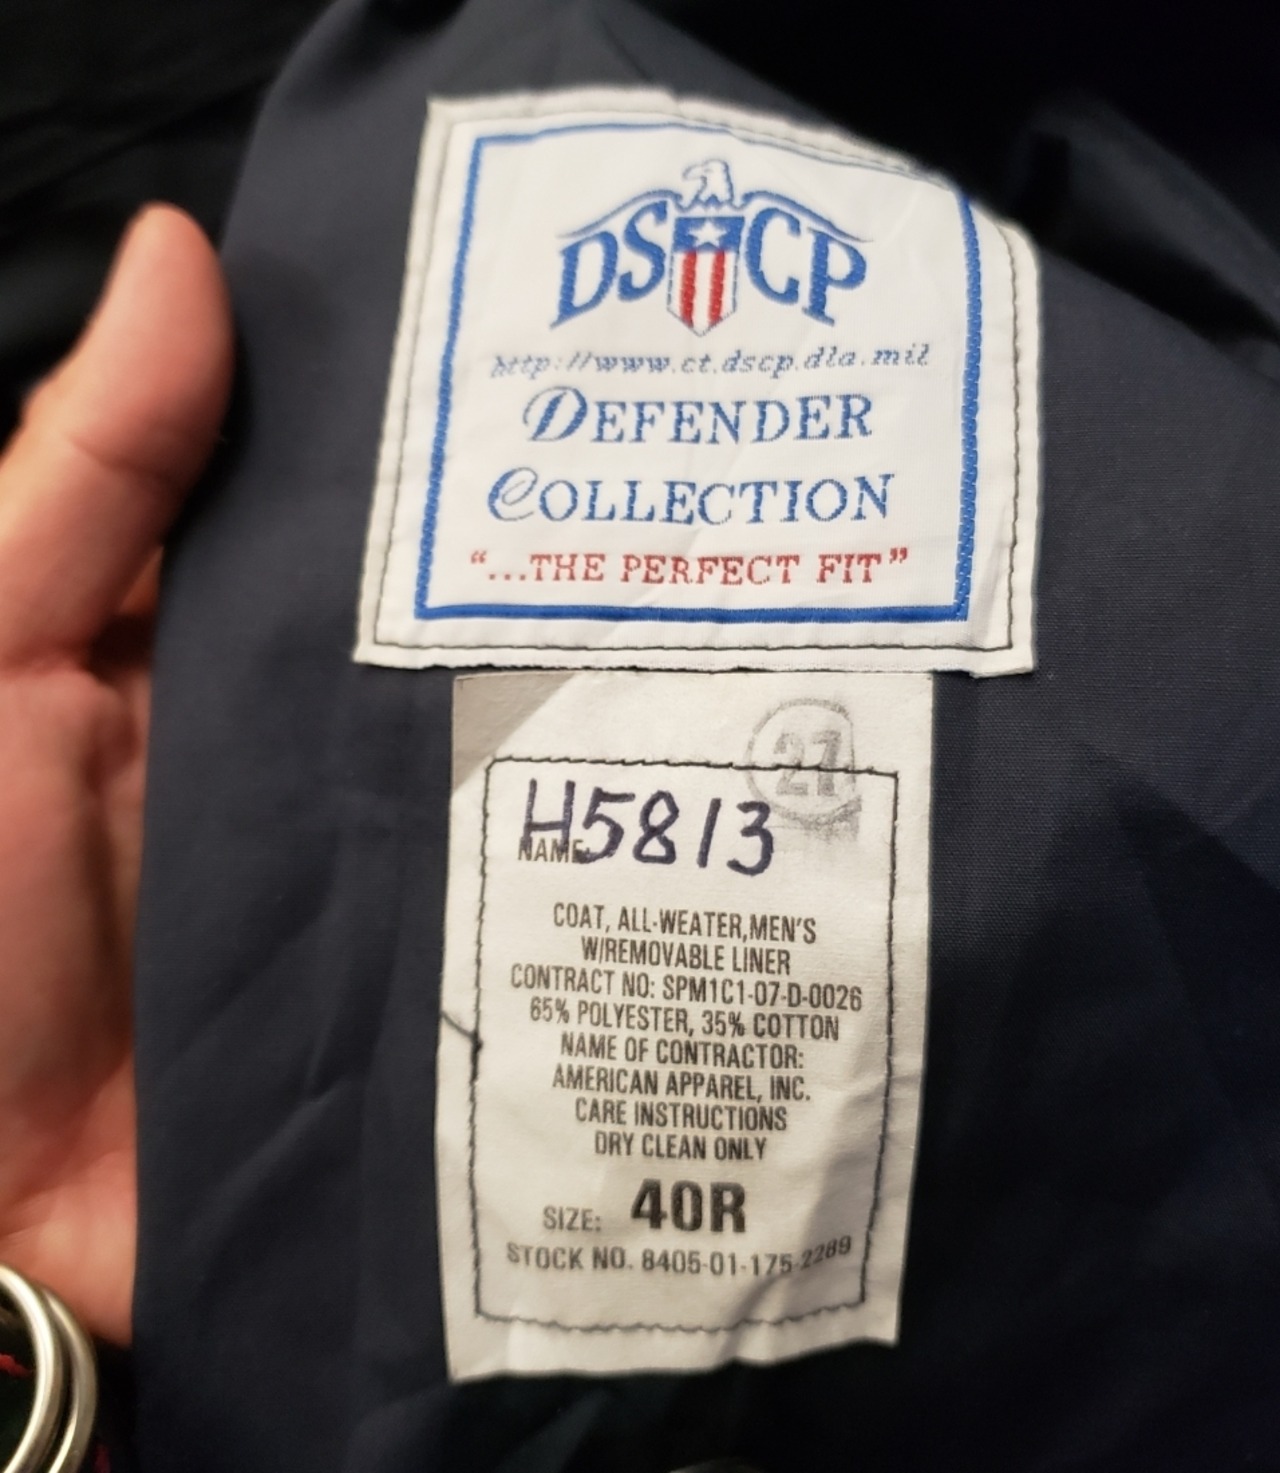 DSCP
http://www.ct.dscp.dla.mil
DEFENDER
COLLECTION
“...THE PERFECT FIT”
27
H5813
NAME:
COAT, ALL-WEATER,MEN'S
W/REMOVABLE LINER
CONTRACT NO: SPM1C1-07-D-0026
65% POLYESTER, 35% COTTON
NAME OF CONTRACTOR:
AMERICAN APPAREL, INC.
CARE INSTRUCTIONS
DRY CLEAN ONLY
SIZE: 40R
STOCK NO. 8405-01-175-2289